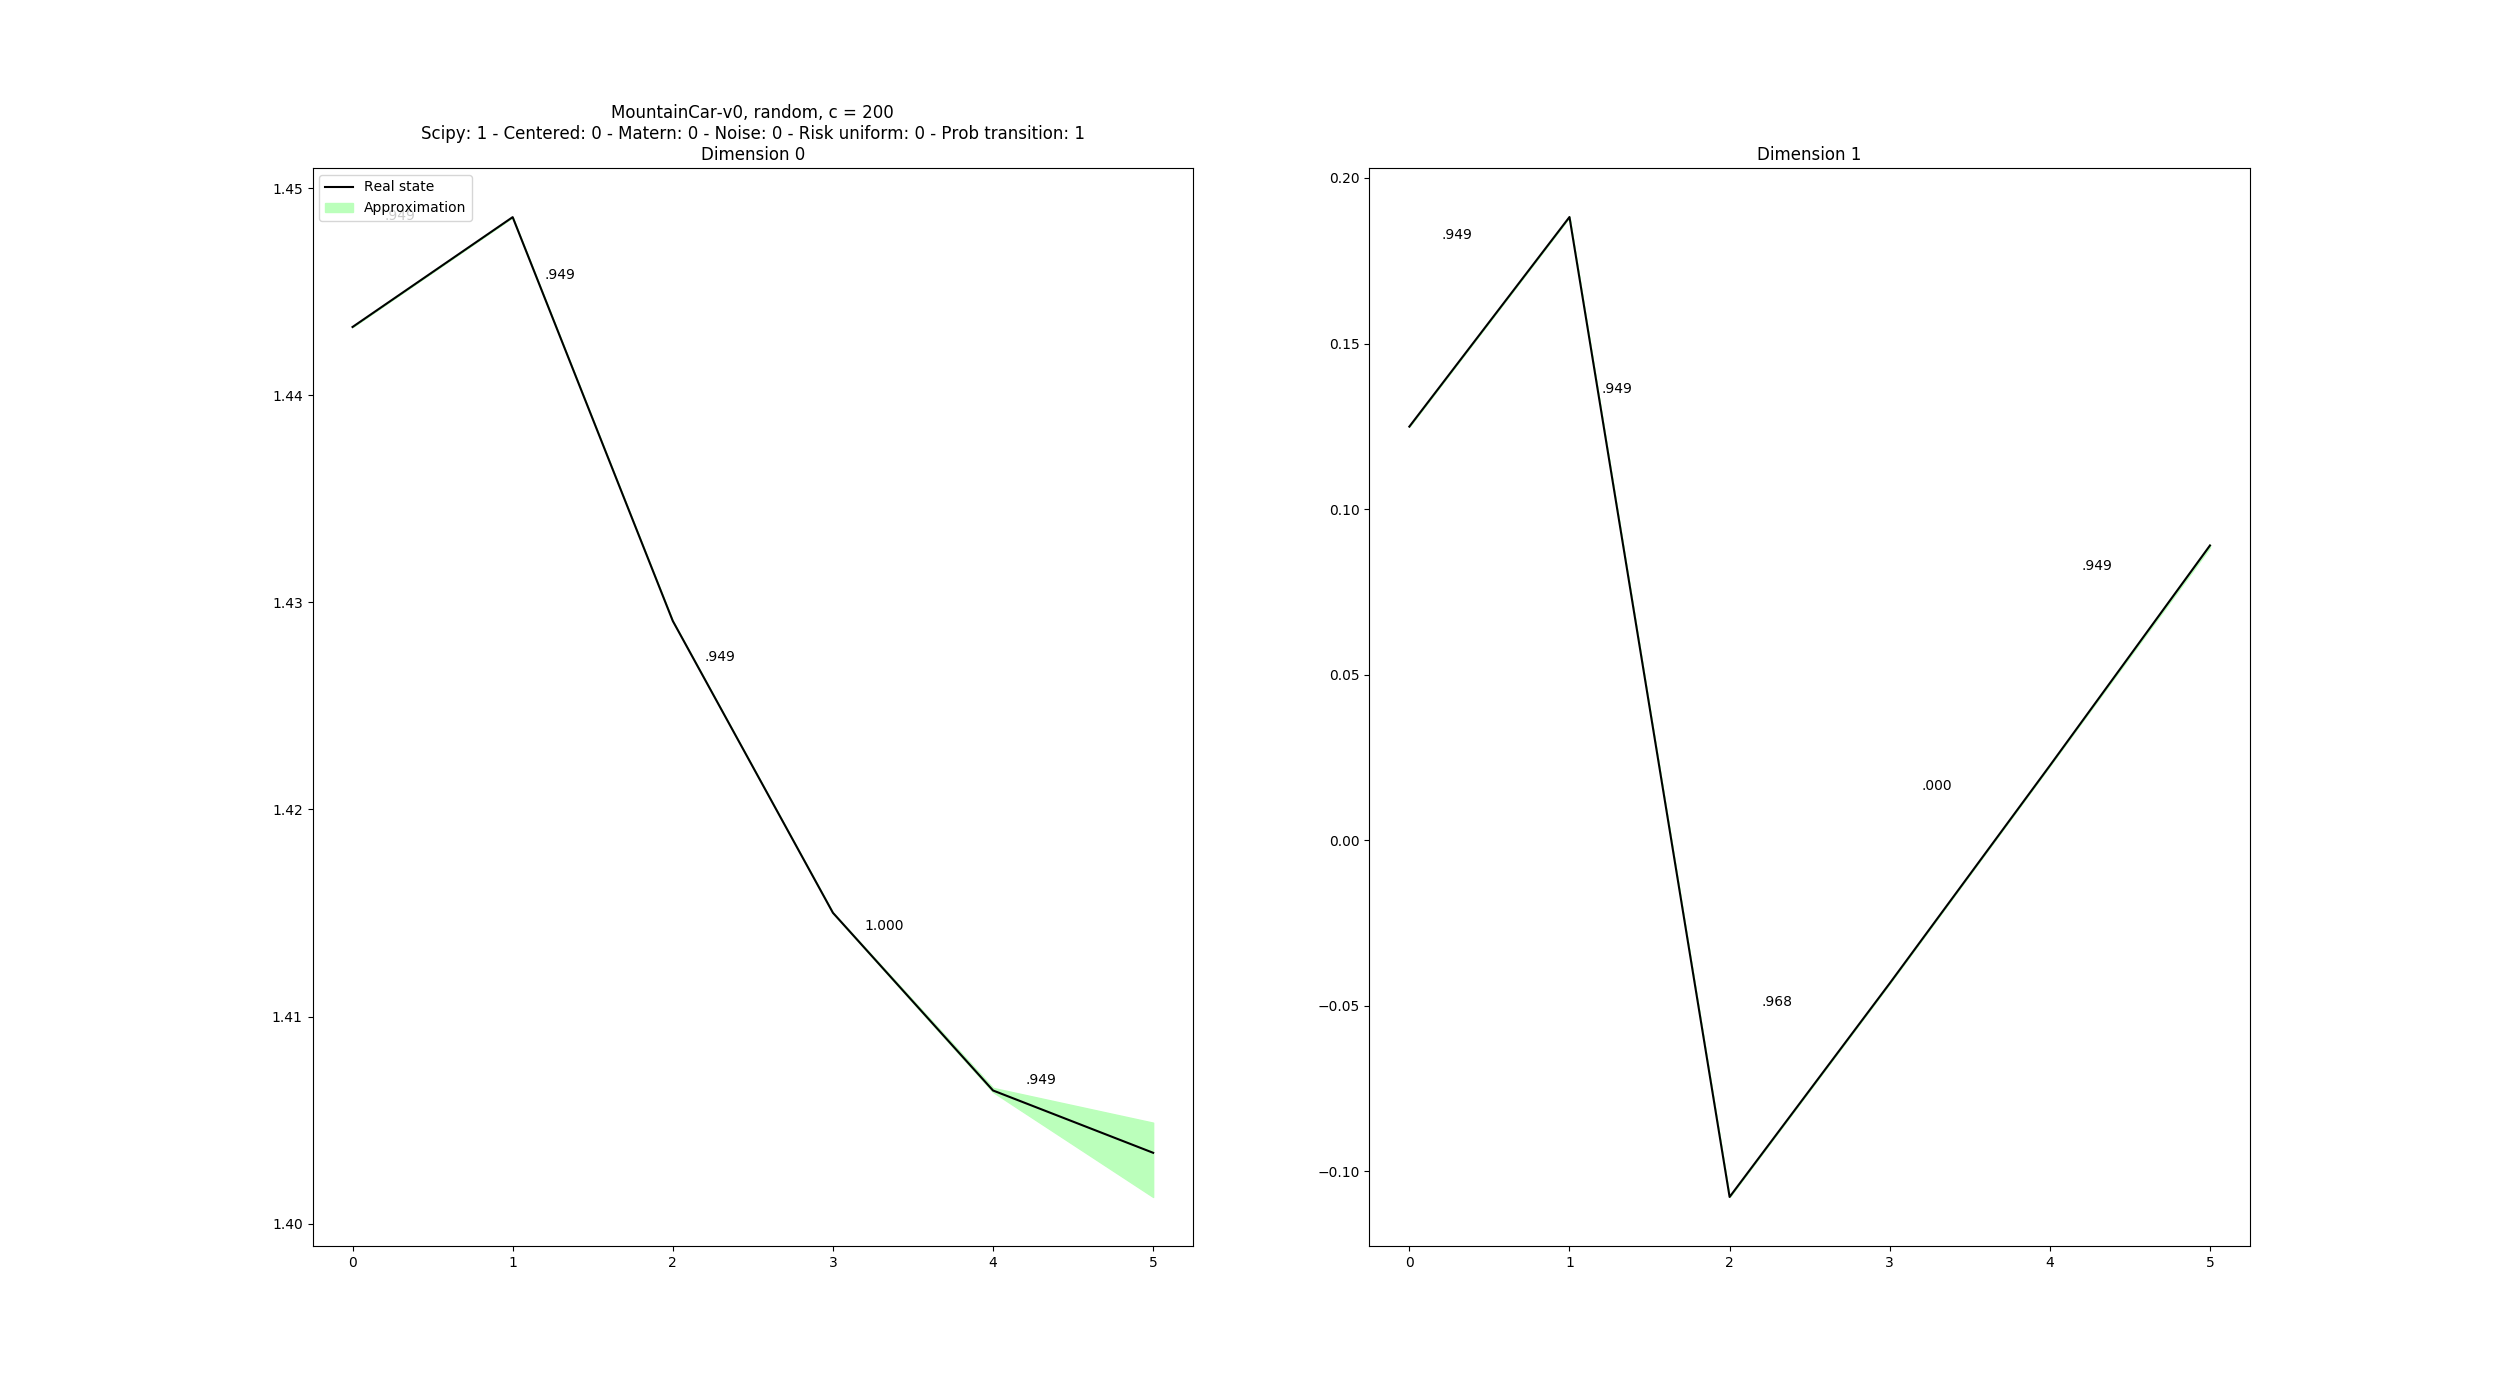 MountainCar-v0, random, c = 200
Scipy: 1 - Centered: 0 - Matern: 0 - Noise: 0 - Risk uniform: 0 - Prob transition: 1
Dimension 0
Real state
Approximation
.949
.949
.949
1.000
.949
1.45
1.44
1.43
1.42
1.41
1.40
0 1 2 3 4 5
Dimension 1
.949
.949
.968
.000
.949
0.20
0.15
0.10
0.05
0.00
−0.05
−0.10
0 1 2 3 4 5